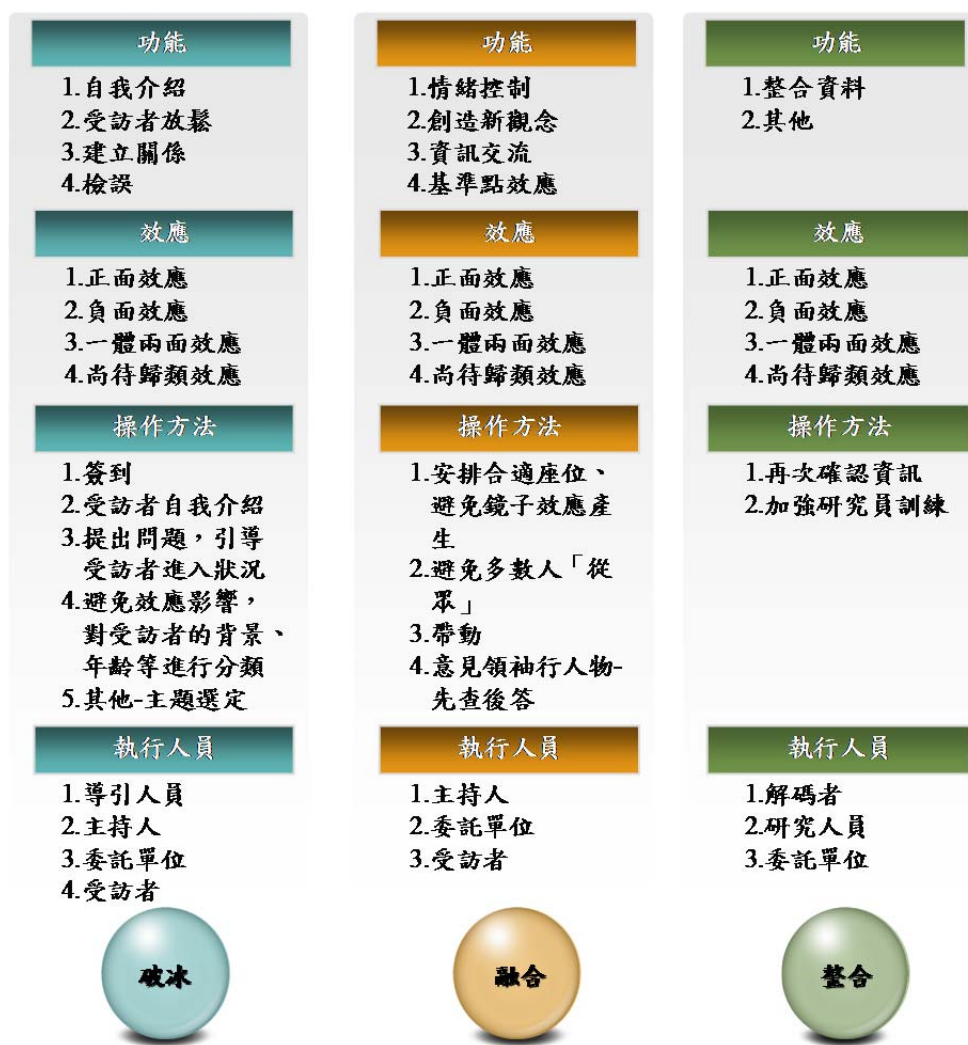 功能
1.自我介紹
2.受訪者放鬆
3.建立關係
4.檢誤
效應
1.正面效應
2.負面效應
3.一體兩面效應
4.尚待歸類效應
操作方法
1.簽到
2.受訪者自我介紹
3.提出問題，引導
受訪者進入狀況
4.避免效應影響，
對受訪者的背景、
年齡等進行分類
5.其他-主題選定
執行人員
1.導引人員
2.主持人
3.委託單位
4.受訪者
破冰
功能
1.情緒控制
2.創造新觀念
3.資訊交流
4.基準點效應
效應
1.正面效應
2.負面效應
3.一體兩面效應
4.尚待歸類效應
操作方法
1.安排合適座位、
避免鏡子效應產
生
2.避免多數人「從
眾」
3.帶動
4.意見領袖行人物-
先查後答
執行人員
1.主持人
2.委託單位
3.受訪者
融合
功能
1.整合資料
2.其他
效應
1.正面效應
2.負面效應
3.一體兩面效應
4.尚待歸類效應
操作方法
1.再次確認資訊
2.加強研究員訓練
執行人員
1.解碼者
2.研究人員
3.委託單位
整合